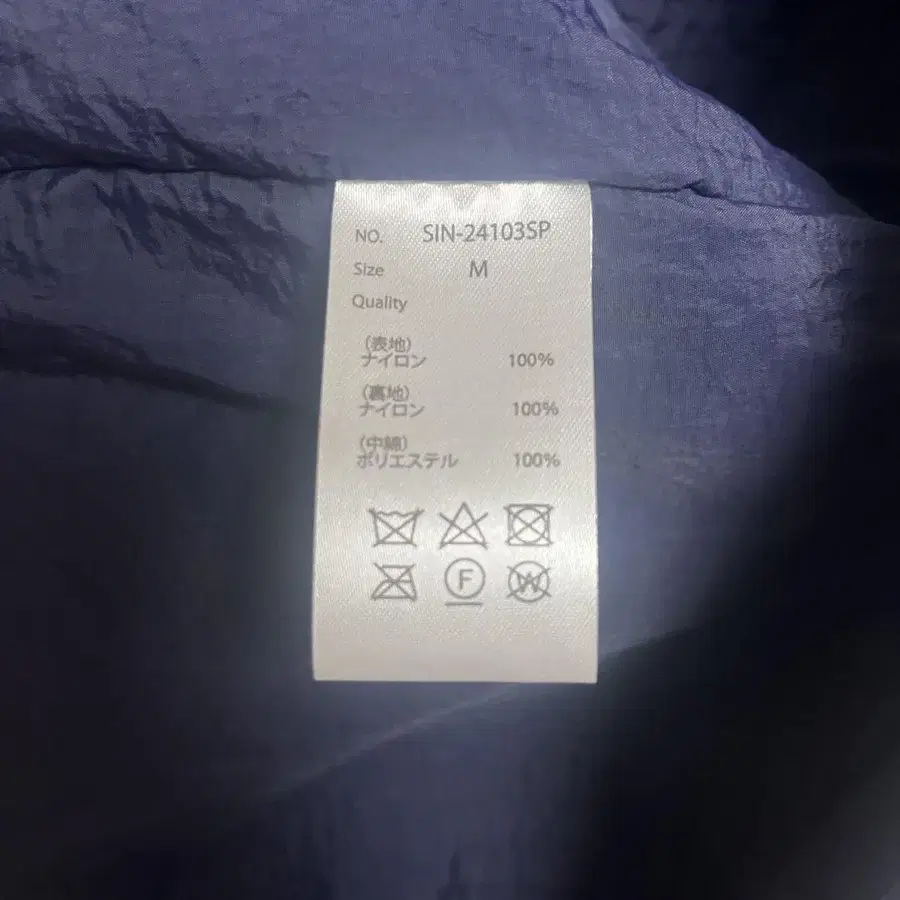 NO. SIN-24103SP
Size M
Quality
(表地)
ナイロン 100%
(裏地)
ナイロン 100%
(中綿)
ポリエステル 100%
F W